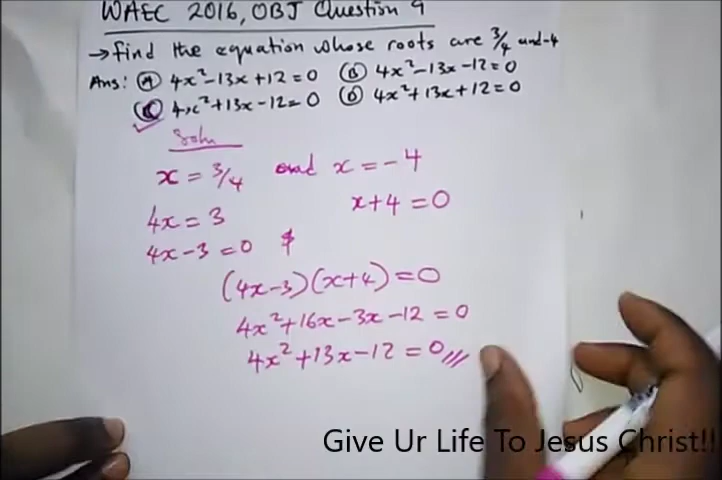 WAEC 2016, OBJ Question 9
→ find the equation whose roots are 3/4 and -4
Ans: (A) 4x²-13x+12=0 (B) 4x²-13x-12=0
(C) 4x²+13x-12=0 (D) 4x²+13x+12=0
Soln
x = 3/4 and x = -4
4x = 3 x+4 = 0
4x-3 = 0 &
(4x-3)(x+4) = 0
4x²+16x-3x-12 = 0
4x²+13x-12 = 0
Give Ur Life To Jesus Christ!!